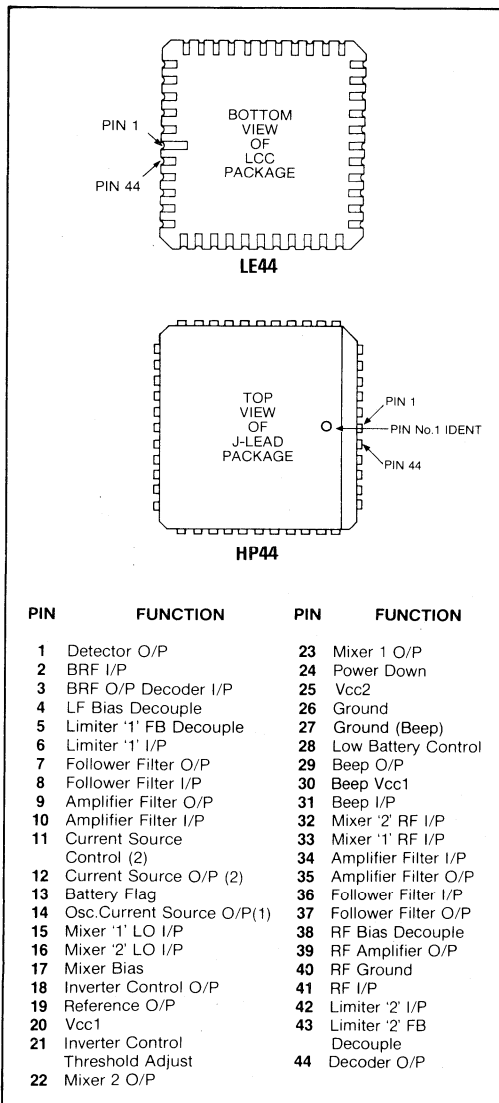 BOTTOM
VIEW
OF
LCC
PACKAGE
PIN 1
PIN 44
LE44
TOP
VIEW
OF
J-LEAD
PACKAGE
PIN 1
PIN No.1 IDENT
PIN 44
HP44
PIN FUNCTION
1 Detector O/P
2 BRF I/P
3 BRF O/P Decoder I/P
4 LF Bias Decouple
5 Limiter '1' FB Decouple
6 Limiter '1' I/P
7 Follower Filter O/P
8 Follower Filter I/P
9 Amplifier Filter O/P
10 Amplifier Filter I/P
11 Current Source
Control (2)
12 Current Source O/P (2)
13 Battery Flag
14 Osc.Current Source O/P(1)
15 Mixer '1' LO I/P
16 Mixer '2' LO I/P
17 Mixer Bias
18 Inverter Control O/P
19 Reference O/P
20 Vcc1
21 Inverter Control
Threshold Adjust
22 Mixer 2 O/P
PIN FUNCTION
23 Mixer 1 O/P
24 Power Down
25 Vcc2
26 Ground
27 Ground (Beep)
28 Low Battery Control
29 Beep O/P
30 Beep Vcc1
31 Beep I/P
32 Mixer '2' RF I/P
33 Mixer '1' RF I/P
34 Amplifier Filter I/P
35 Amplifier Filter O/P
36 Follower Filter I/P
37 Follower Filter O/P
38 RF Bias Decouple
39 RF Amplifier O/P
40 RF Ground
41 RF I/P
42 Limiter '2' I/P
43 Limiter '2' FB
Decouple
44 Decoder O/P